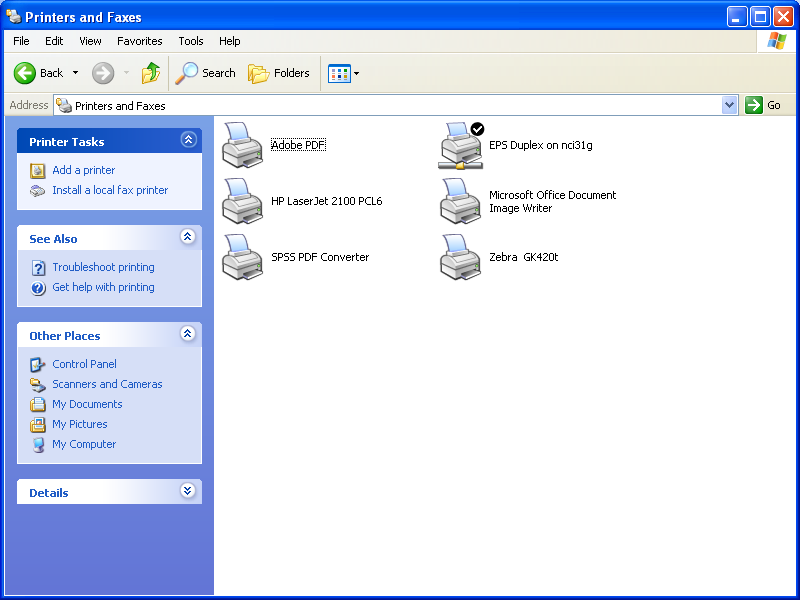 Printers and Faxes
File Edit View Favorites Tools Help
Back Search Folders
Address Printers and Faxes Go
Printer Tasks
Add a printer
Install a local fax printer
See Also
Troubleshoot printing
Get help with printing
Other Places
Control Panel
Scanners and Cameras
My Documents
My Pictures
My Computer
Details
Adobe PDF
EPS Duplex on nci31g
HP LaserJet 2100 PCL6
Microsoft Office Document
Image Writer
SPSS PDF Converter
Zebra GK420t